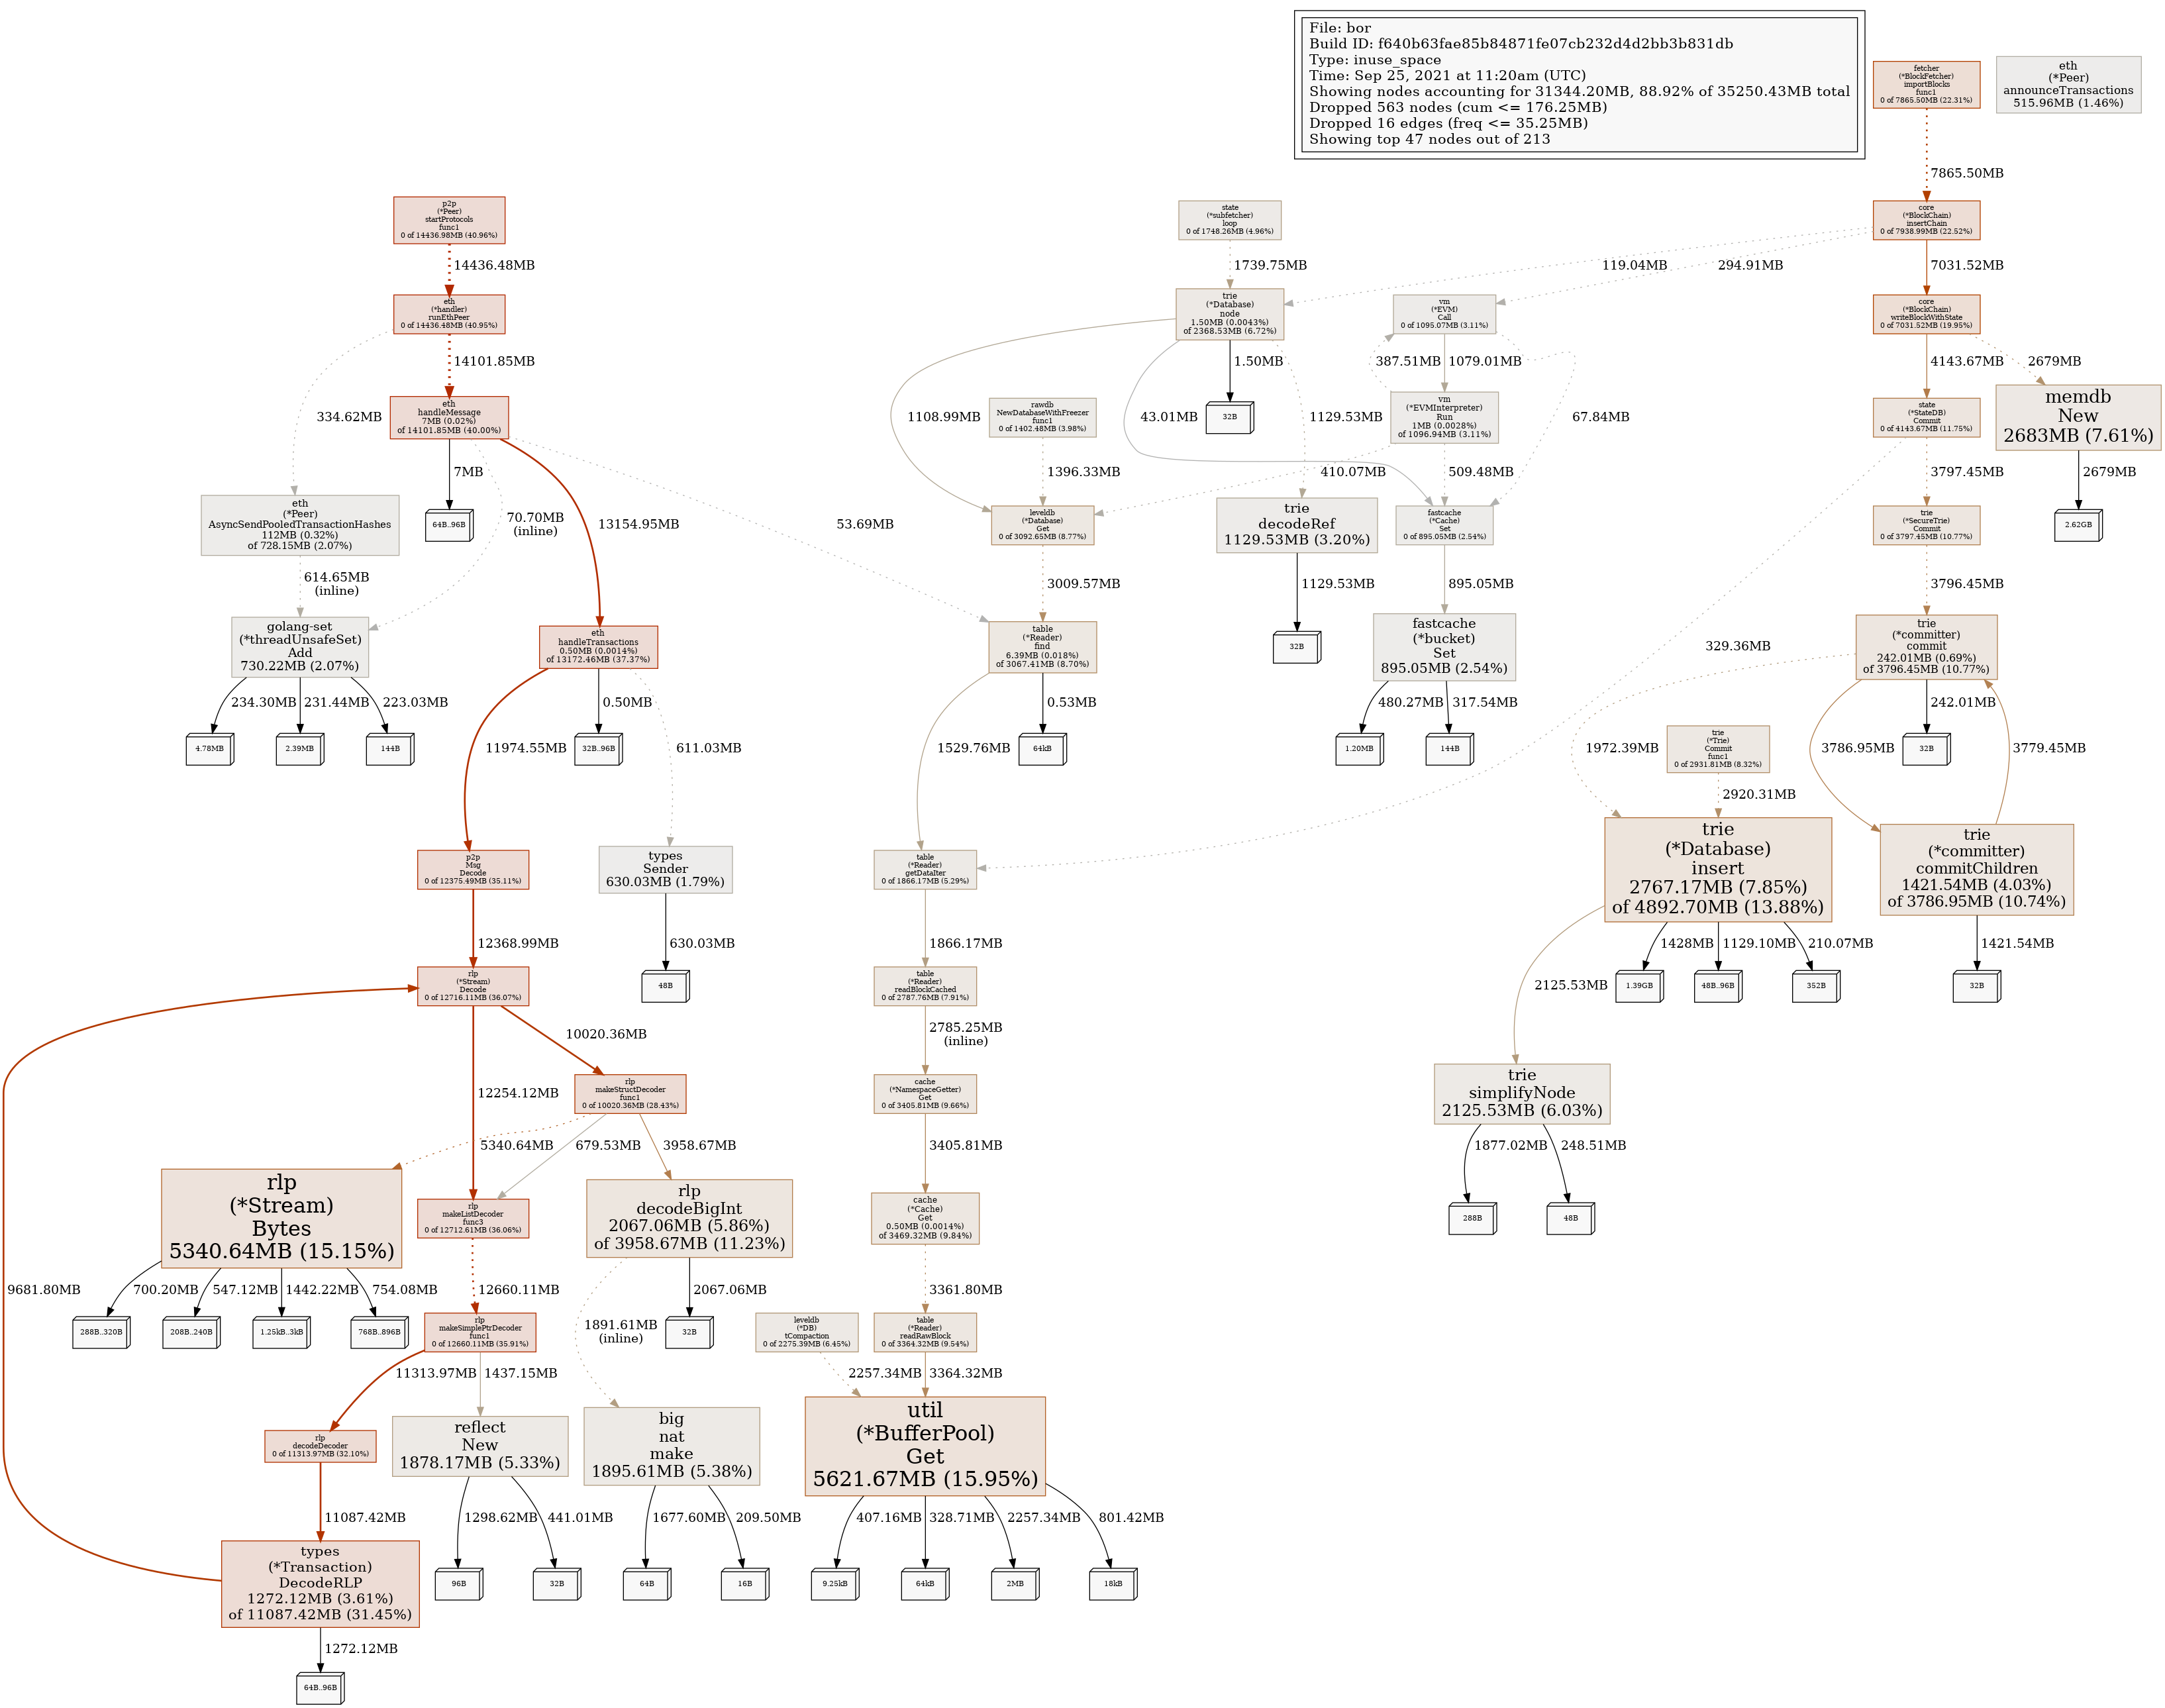 File: bor
Build ID: f640b63fae85b84871fe07cb232d4d2bb3b831db
Type: inuse_space
Time: Sep 25, 2021 at 11:20am (UTC)
Showing nodes accounting for 31344.20MB, 88.92% of 35250.43MB total
Dropped 563 nodes (cum <= 176.25MB)
Dropped 16 edges (freq <= 35.25MB)
Showing top 47 nodes out of 213
fetcher
(*BlockFetcher)
importBlocks
func1
0 of 7865.50MB (22.31%)
eth
(*Peer)
announceTransactions
515.96MB (1.46%)
7865.50MB
p2p
(*Peer)
startProtocols
func1
0 of 14436.98MB (40.96%)
state
(*subfetcher)
loop
0 of 1748.26MB (4.96%)
core
(*BlockChain)
insertChain
0 of 7938.99MB (22.52%)
14436.48MB
1739.75MB
119.04MB
294.91MB
7031.52MB
eth
(*handler)
runEthPeer
0 of 14436.48MB (40.95%)
trie
(*Database)
node
1.50MB (0.0043%)
of 2368.53MB (6.72%)
vm
(*EVM)
Call
0 of 1095.07MB (3.11%)
core
(*BlockChain)
writeBlockWithState
0 of 7031.52MB (19.95%)
14101.85MB
1.50MB
387.51MB
1079.01MB
4143.67MB
2679MB
334.62MB
eth
handleMessage
7MB (0.02%)
of 14101.85MB (40.00%)
1108.99MB
rawdb
NewDatabaseWithFreezer
func1
0 of 1402.48MB (3.98%)
43.01MB
32B
1129.53MB
vm
(*EVMInterpreter)
Run
1MB (0.0028%)
of 1096.94MB (3.11%)
67.84MB
state
(*StateDB)
Commit
0 of 4143.67MB (11.75%)
memdb
New
2683MB (7.61%)
7MB
1396.33MB
410.07MB
509.48MB
3797.45MB
2679MB
eth
(*Peer)
AsyncSendPooledTransactionHashes
112MB (0.32%)
of 728.15MB (2.07%)
64B..96B
70.70MB
(inline)
13154.95MB
53.69MB
leveldb
(*Database)
Get
0 of 3092.65MB (8.77%)
trie
decodeRef
1129.53MB (3.20%)
fastcache
(*Cache)
Set
0 of 895.05MB (2.54%)
trie
(*SecureTrie)
Commit
0 of 3797.45MB (10.77%)
2.62GB
614.65MB
(inline)
3009.57MB
1129.53MB
895.05MB
3796.45MB
golang-set
(*threadUnsafeSet)
Add
730.22MB (2.07%)
eth
handleTransactions
0.50MB (0.0014%)
of 13172.46MB (37.37%)
table
(*Reader)
find
6.39MB (0.018%)
of 3067.41MB (8.70%)
32B
fastcache
(*bucket)
Set
895.05MB (2.54%)
329.36MB
trie
(*committer)
commit
242.01MB (0.69%)
of 3796.45MB (10.77%)
234.30MB
231.44MB
223.03MB
0.50MB
0.53MB
480.27MB
317.54MB
242.01MB
4.78MB
2.39MB
144B
11974.55MB
32B..96B
611.03MB
1529.76MB
64kB
1.20MB
144B
1972.39MB
trie
(*Trie)
Commit
func1
0 of 2931.81MB (8.32%)
3786.95MB
32B
3779.45MB
2920.31MB
p2p
Msg
Decode
0 of 12375.49MB (35.11%)
types
Sender
630.03MB (1.79%)
table
(*Reader)
getDataIter
0 of 1866.17MB (5.29%)
trie
(*Database)
insert
2767.17MB (7.85%)
of 4892.70MB (13.88%)
trie
(*committer)
commitChildren
1421.54MB (4.03%)
of 3786.95MB (10.74%)
12368.99MB
630.03MB
1866.17MB
1428MB
1129.10MB
210.07MB
1421.54MB
rlp
(*Stream)
Decode
0 of 12716.11MB (36.07%)
48B
table
(*Reader)
readBlockCached
0 of 2787.76MB (7.91%)
2125.53MB
1.39GB
48B..96B
352B
32B
10020.36MB
2785.25MB
(inline)
12254.12MB
rlp
makeStructDecoder
func1
0 of 10020.36MB (28.43%)
cache
(*NamespaceGetter)
Get
0 of 3405.81MB (9.66%)
trie
simplifyNode
2125.53MB (6.03%)
5340.64MB
679.53MB
3958.67MB
3405.81MB
1877.02MB
248.51MB
rlp
(*Stream)
Bytes
5340.64MB (15.15%)
rlp
makeListDecoder
func3
0 of 12712.61MB (36.06%)
rlp
decodeBigInt
2067.06MB (5.86%)
of 3958.67MB (11.23%)
cache
(*Cache)
Get
0.50MB (0.0014%)
of 3469.32MB (9.84%)
288B
48B
9681.80MB
700.20MB
547.12MB
1442.22MB
754.08MB
12660.11MB
2067.06MB
3361.80MB
288B..320B
208B..240B
1.25kB..3kB
768B..896B
rlp
makeSimplePtrDecoder
func1
0 of 12660.11MB (35.91%)
1891.61MB
(inline)
32B
leveldb
(*DB)
tCompaction
0 of 2275.39MB (6.45%)
table
(*Reader)
readRawBlock
0 of 3364.32MB (9.54%)
11313.97MB
1437.15MB
2257.34MB
3364.32MB
rlp
decodeDecoder
0 of 11313.97MB (32.10%)
reflect
New
1878.17MB (5.33%)
big
nat
make
1895.61MB (5.38%)
util
(*BufferPool)
Get
5621.67MB (15.95%)
11087.42MB
1298.62MB
441.01MB
1677.60MB
209.50MB
407.16MB
328.71MB
2257.34MB
801.42MB
types
(*Transaction)
DecodeRLP
1272.12MB (3.61%)
of 11087.42MB (31.45%)
96B
32B
64B
16B
9.25kB
64kB
2MB
18kB
1272.12MB
64B..96B